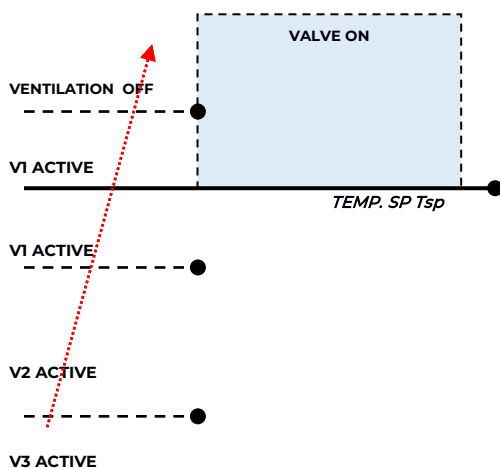 VALVE ON
VENTILATION OFF
V1 ACTIVE
TEMP. SP Tsp
V1 ACTIVE
V2 ACTIVE
V3 ACTIVE